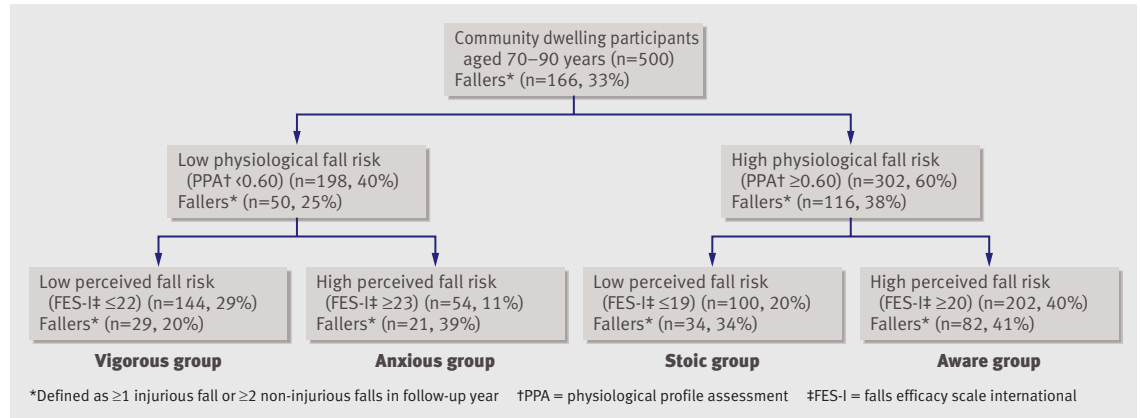 Community dwelling participants
aged 70–90 years (n=500)
Fallers* (n=166, 33%)
Low physiological fall risk
(PPA† <0.60) (n=198, 40%)
Fallers* (n=50, 25%)
High physiological fall risk
(PPA† ≥0.60) (n=302, 60%)
Fallers* (n=116, 38%)
Low perceived fall risk
(FES-I‡ ≤22) (n=144, 29%)
Fallers* (n=29, 20%)
Vigorous group
High perceived fall risk
(FES-I‡ ≥23) (n=54, 11%)
Fallers* (n=21, 39%)
Anxious group
Low perceived fall risk
(FES-I‡ ≤19) (n=100, 20%)
Fallers* (n=34, 34%)
Stoic group
High perceived fall risk
(FES-I‡ ≥20) (n=202, 40%)
Fallers* (n=82, 41%)
Aware group
*Defined as ≥1 injurious fall or ≥2 non-injurious falls in follow-up year †PPA = physiological profile assessment ‡FES-I = falls efficacy scale international